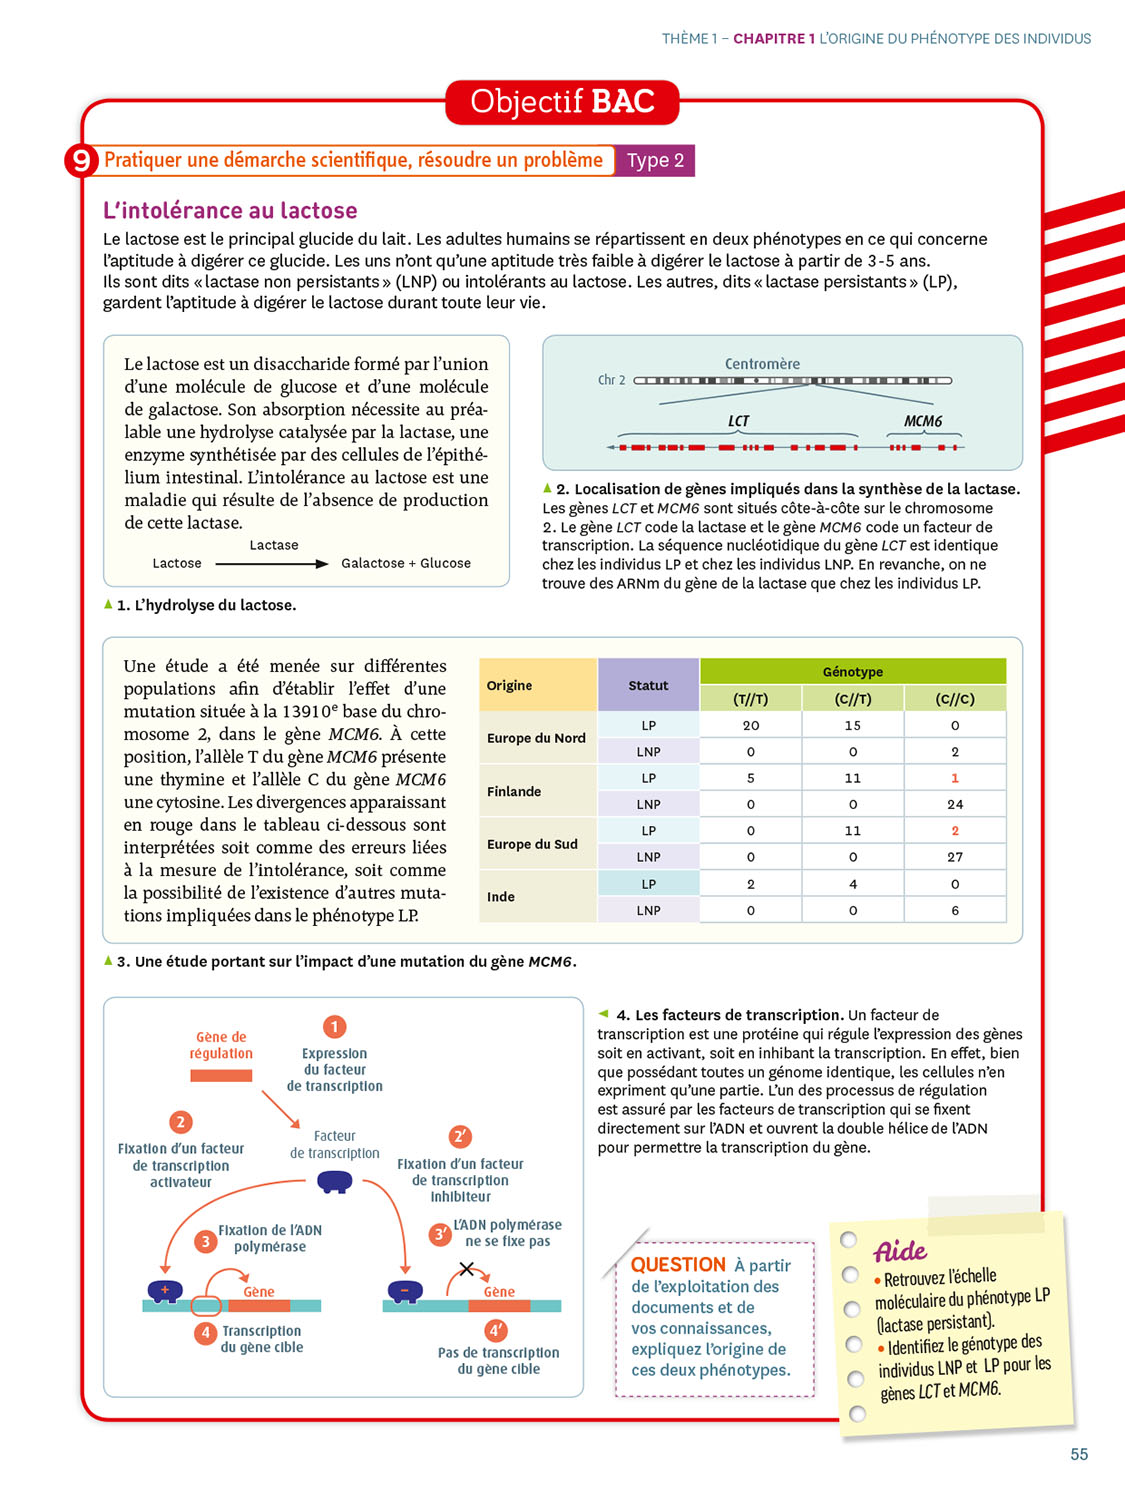 THÈME 1 – CHAPITRE 1 L'ORIGINE DU PHÉNOTYPE DES INDIVIDUS
Objectif BAC
9 Pratiquer une démarche scientifique, résoudre un problème Type 2
L'intolérance au lactose
Le lactose est le principal glucide du lait. Les adultes humains se répartissent en deux phénotypes en ce qui concerne
l'aptitude à digérer ce glucide. Les uns n'ont qu'une aptitude très faible à digérer le lactose à partir de 3-5 ans.
Ils sont dits « lactase non persistants » (LNP) ou intolérants au lactose. Les autres, dits « lactase persistants » (LP),
gardent l'aptitude à digérer le lactose durant toute leur vie.
Le lactose est un disaccharide formé par l'union
d'une molécule de glucose et d'une molécule
de galactose. Son absorption nécessite au préa-
lable une hydrolyse catalysée par la lactase, une
enzyme synthétisée par des cellules de l'épithé-
lium intestinal. L'intolérance au lactose est une
maladie qui résulte de l'absence de production
de cette lactase.
Lactase
Lactose Galactose + Glucose
1. L'hydrolyse du lactose.
Centromère
Chr 2
LCT MCM6
2. Localisation de gènes impliqués dans la synthèse de la lactase.
Les gènes LCT et MCM6 sont situés côte-à-côte sur le chromosome
2. Le gène LCT code la lactase et le gène MCM6 code un facteur de
transcription. La séquence nucléotidique du gène LCT est identique
chez les individus LP et chez les individus LNP. En revanche, on ne
trouve des ARNm du gène de la lactase que chez les individus LP.
Une étude a été menée sur différentes
populations afin d'établir l'effet d'une
mutation située à la 13910e base du chro-
mosome 2, dans le gène MCM6. À cette
position, l'allèle T du gène MCM6 présente
une thymine et l'allèle C du gène MCM6
une cytosine. Les divergences apparaissant
en rouge dans le tableau ci-dessous sont
interprétées soit comme des erreurs liées
à la mesure de l'intolérance, soit comme
la possibilité de l'existence d'autres muta-
tions impliquées dans le phénotype LP.
Origine Statut Génotype
(T//T) (C//T) (C//C)
Europe du Nord LP 20 15 0
LNP 0 0 2
Finlande LP 5 11 1
LNP 0 0 24
Europe du Sud LP 0 11 2
LNP 0 0 27
Inde LP 2 4 0
LNP 0 0 6
3. Une étude portant sur l'impact d'une mutation du gène MCM6.
Gène de
régulation
1
Expression
du facteur
de transcription
2
Fixation d'un facteur
de transcription
activateur
Facteur
de transcription
2'
Fixation d'un facteur
de transcription
inhibiteur
3 Fixation de l'ADN
polymérase
3' L'ADN polymérase
ne se fixe pas
+ Gène
– Gène
4 Transcription
du gène cible
4'
Pas de transcription
du gène cible
4. Les facteurs de transcription. Un facteur de
transcription est une protéine qui régule l'expression des gènes
soit en activant, soit en inhibant la transcription. En effet, bien
que possédant toutes un génome identique, les cellules n'en
expriment qu'une partie. L'un des processus de régulation
est assuré par les facteurs de transcription qui se fixent
directement sur l'ADN et ouvrent la double hélice de l'ADN
pour permettre la transcription du gène.
QUESTION À partir
de l'exploitation des
documents et de
vos connaissances,
expliquez l'origine de
ces deux phénotypes.
Aide
• Retrouvez l'échelle
moléculaire du phénotype LP
(lactase persistant).
• Identifiez le génotype des
individus LNP et LP pour les
gènes LCT et MCM6.
55